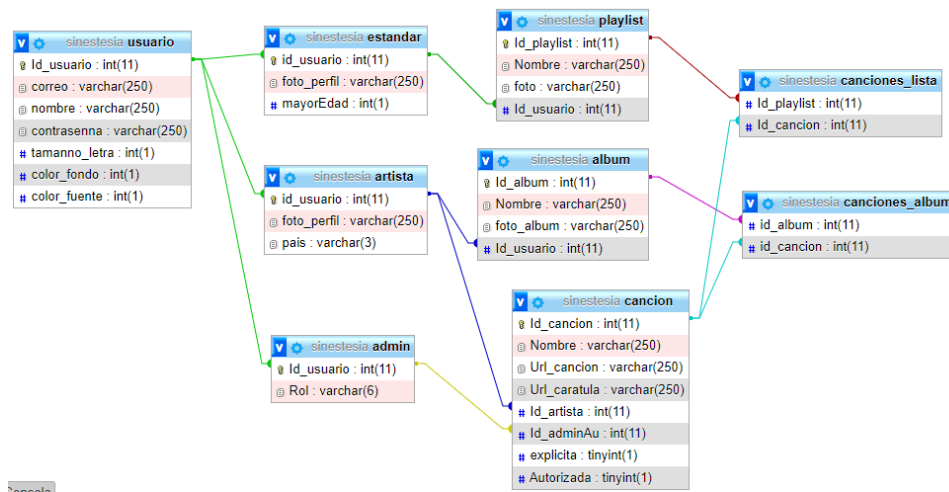 sinestesia usuario
Id_usuario : int(11)
correo : varchar(250)
nombre : varchar(250)
contrasenna : varchar(250)
tamanno_letra : int(1)
color_fondo : int(1)
color_fuente : int(1)
sinestesia estandar
id_usuario : int(11)
foto_perfil : varchar(250)
mayorEdad : int(1)
sinestesia artista
id_usuario : int(11)
foto_perfil : varchar(250)
pais : varchar(3)
sinestesia admin
Id_usuario : int(11)
Rol : varchar(6)
sinestesia playlist
Id_playlist : int(11)
Nombre : varchar(250)
foto : varchar(250)
Id_usuario : int(11)
sinestesia album
Id_album : int(11)
Nombre : varchar(250)
foto_album : varchar(250)
Id_usuario : int(11)
sinestesia cancion
Id_cancion : int(11)
Nombre : varchar(250)
Url_cancion : varchar(250)
Url_caratula : varchar(250)
Id_artista : int(11)
Id_adminAu : int(11)
explicita : tinyint(1)
Autorizada : tinyint(1)
sinestesia canciones_lista
Id_playlist : int(11)
Id_cancion : int(11)
sinestesia canciones_album
id_album : int(11)
id_cancion : int(11)